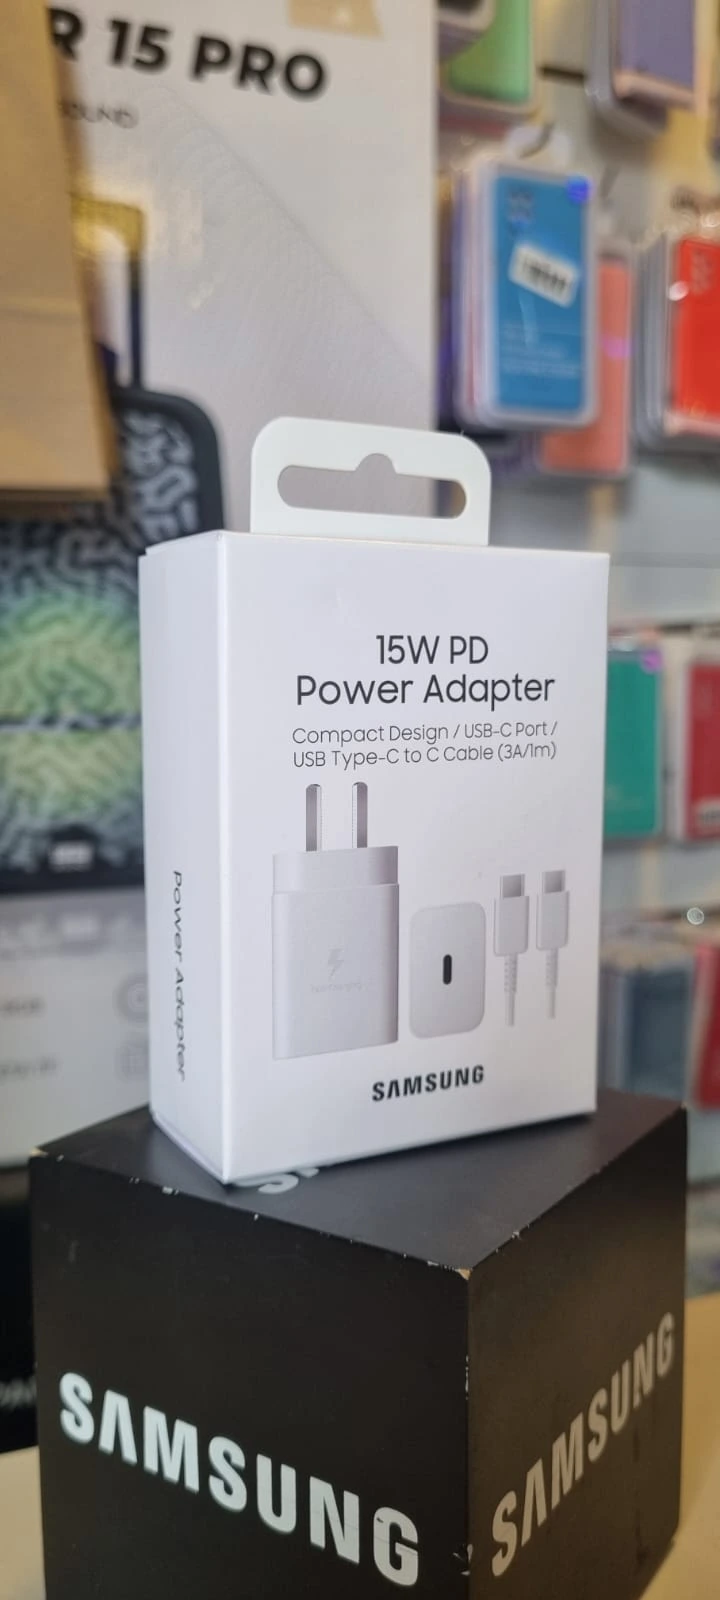 R 15 PRO
15W PD
Power Adapter
Compact Design / USB-C Port /
USB Type-C to C Cable (3A/1m)
Power Adapter
SAMSUNG
SAMSUNG
SAMSUNG